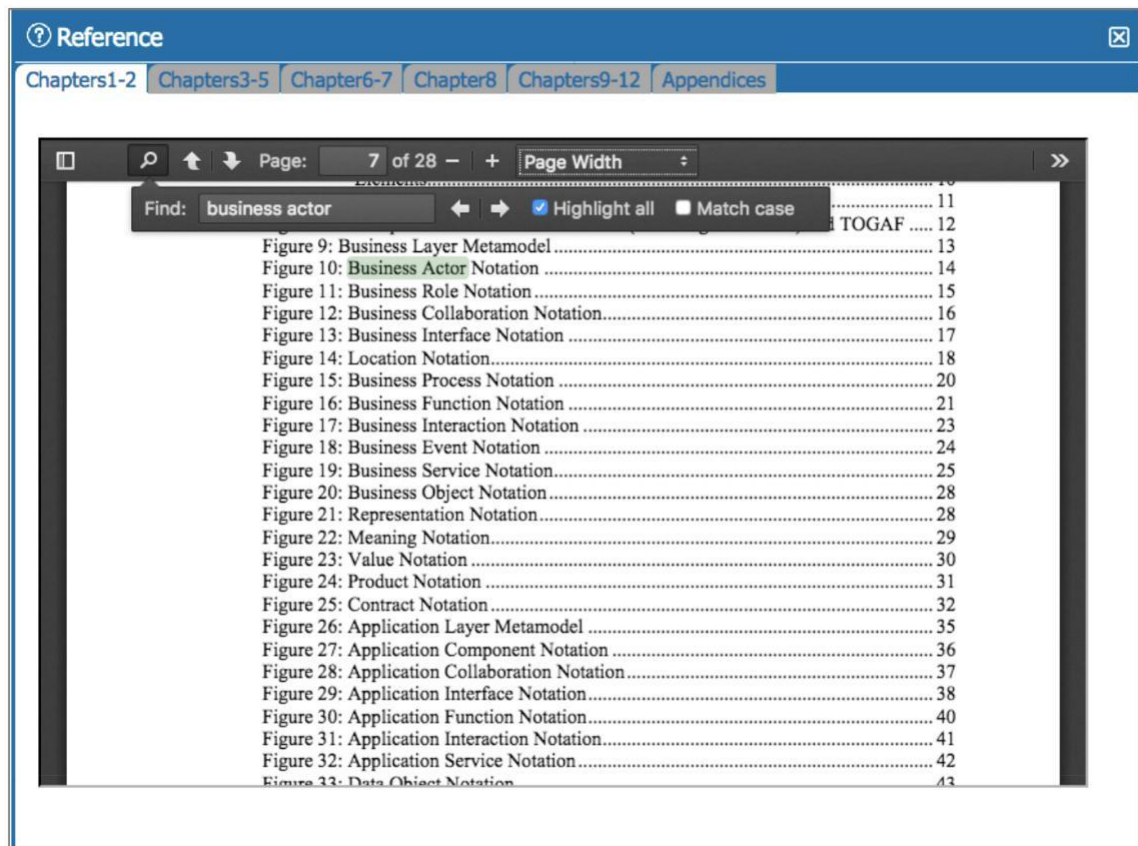 Reference
Chapters1-2 Chapters3-5 Chapter6-7 Chapter8 Chapters9-12 Appendices
Page: 7 of 28 − + Page Width
Find: business actor Highlight all Match case
11
TOGAF ..... 12
Figure 9: Business Layer Metamodel ..... 13
Figure 10: Business Actor Notation ..... 14
Figure 11: Business Role Notation ..... 15
Figure 12: Business Collaboration Notation ..... 16
Figure 13: Business Interface Notation ..... 17
Figure 14: Location Notation ..... 18
Figure 15: Business Process Notation ..... 20
Figure 16: Business Function Notation ..... 21
Figure 17: Business Interaction Notation ..... 23
Figure 18: Business Event Notation ..... 24
Figure 19: Business Service Notation ..... 25
Figure 20: Business Object Notation ..... 28
Figure 21: Representation Notation ..... 28
Figure 22: Meaning Notation ..... 29
Figure 23: Value Notation ..... 30
Figure 24: Product Notation ..... 31
Figure 25: Contract Notation ..... 32
Figure 26: Application Layer Metamodel ..... 35
Figure 27: Application Component Notation ..... 36
Figure 28: Application Collaboration Notation ..... 37
Figure 29: Application Interface Notation ..... 38
Figure 30: Application Function Notation ..... 40
Figure 31: Application Interaction Notation ..... 41
Figure 32: Application Service Notation ..... 42
Figure 33: Data Object Notation ..... 43